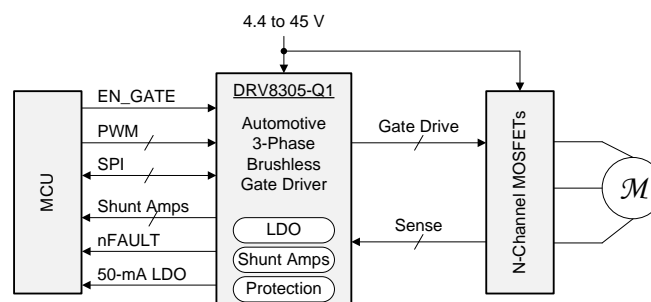 4.4 to 45 V
MCU
EN_GATE
PWM
SPI
Shunt Amps
nFAULT
50-mA LDO
DRV8305-Q1
Automotive
3-Phase
Brushless
Gate Driver
LDO
Shunt Amps
Protection
Gate Drive
Sense
N-Channel MOSFETs
M